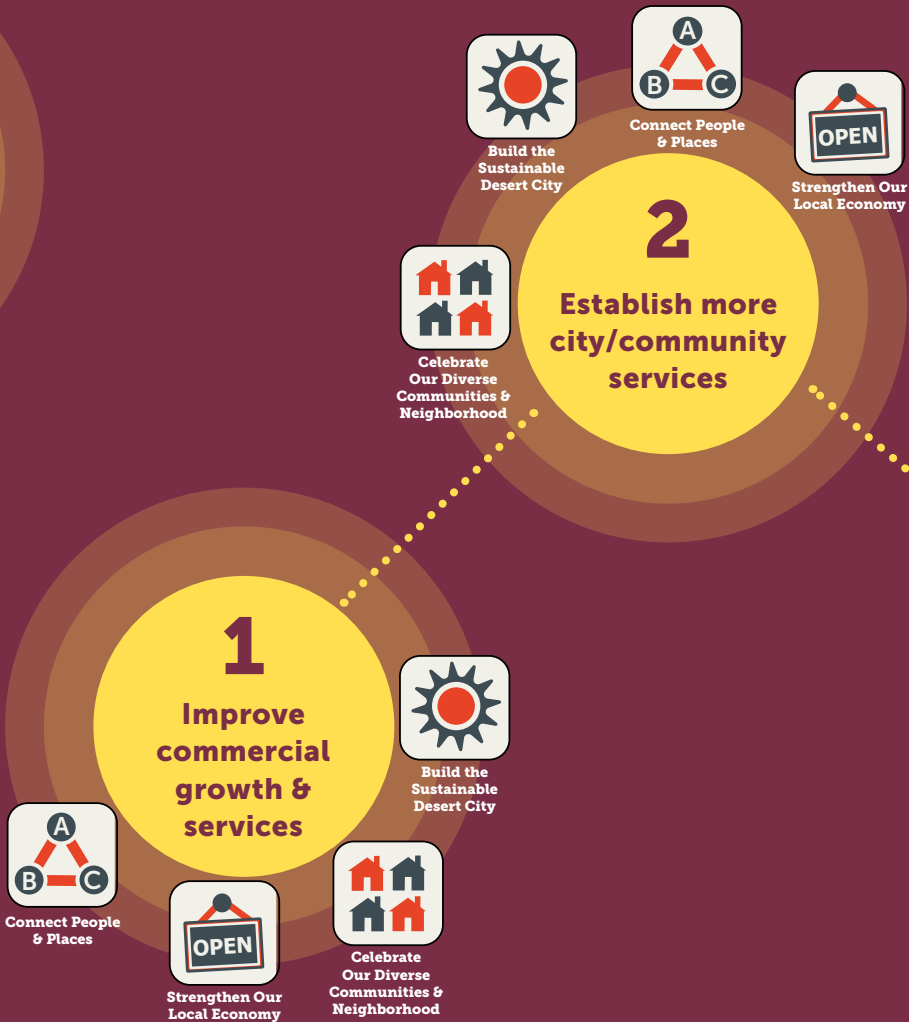 A
B C
Connect People
& Places
Build the
Sustainable
Desert City
OPEN
Strengthen Our
Local Economy
2
Establish more
city/community
services
Celebrate
Our Diverse
Communities &
Neighborhood
1
Improve
commercial
growth &
services
Build the
Sustainable
Desert City
A
B C
Connect People
& Places
OPEN
Strengthen Our
Local Economy
Celebrate
Our Diverse
Communities &
Neighborhood